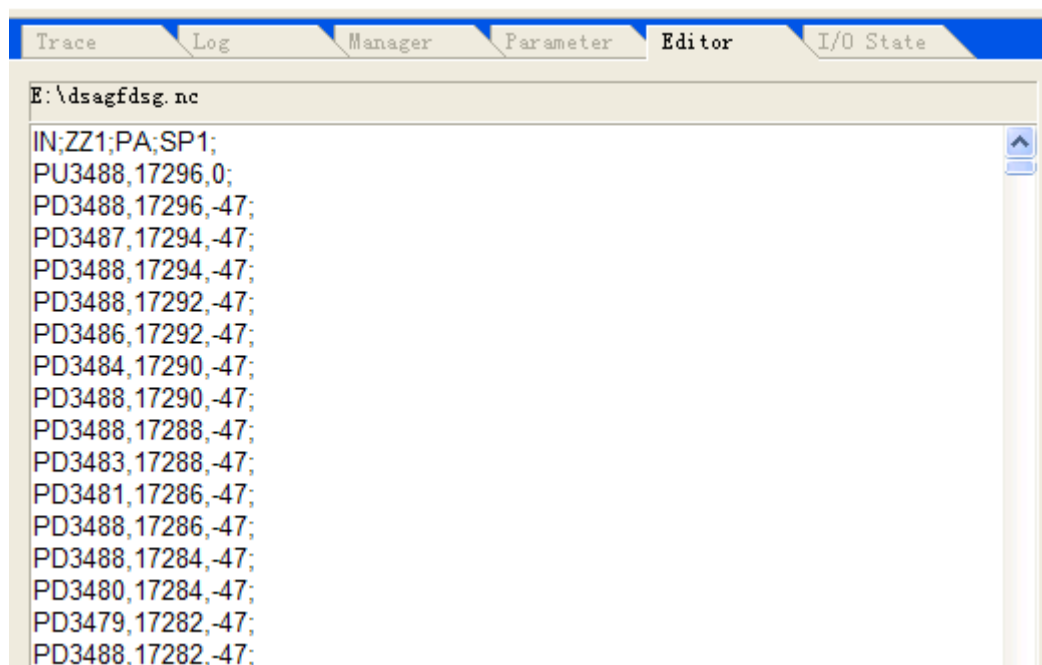 Trace Log Manager Parameter Editor I/O State
E:\dsagfdsg.nc
IN;ZZ1;PA;SP1;
PU3488,17296,0;
PD3488,17296,-47;
PD3487,17294,-47;
PD3488,17294,-47;
PD3488,17292,-47;
PD3486,17292,-47;
PD3484,17290,-47;
PD3488,17290,-47;
PD3488,17288,-47;
PD3483,17288,-47;
PD3481,17286,-47;
PD3488,17286,-47;
PD3488,17284,-47;
PD3480,17284,-47;
PD3479,17282,-47;
PD3488,17282,-47;